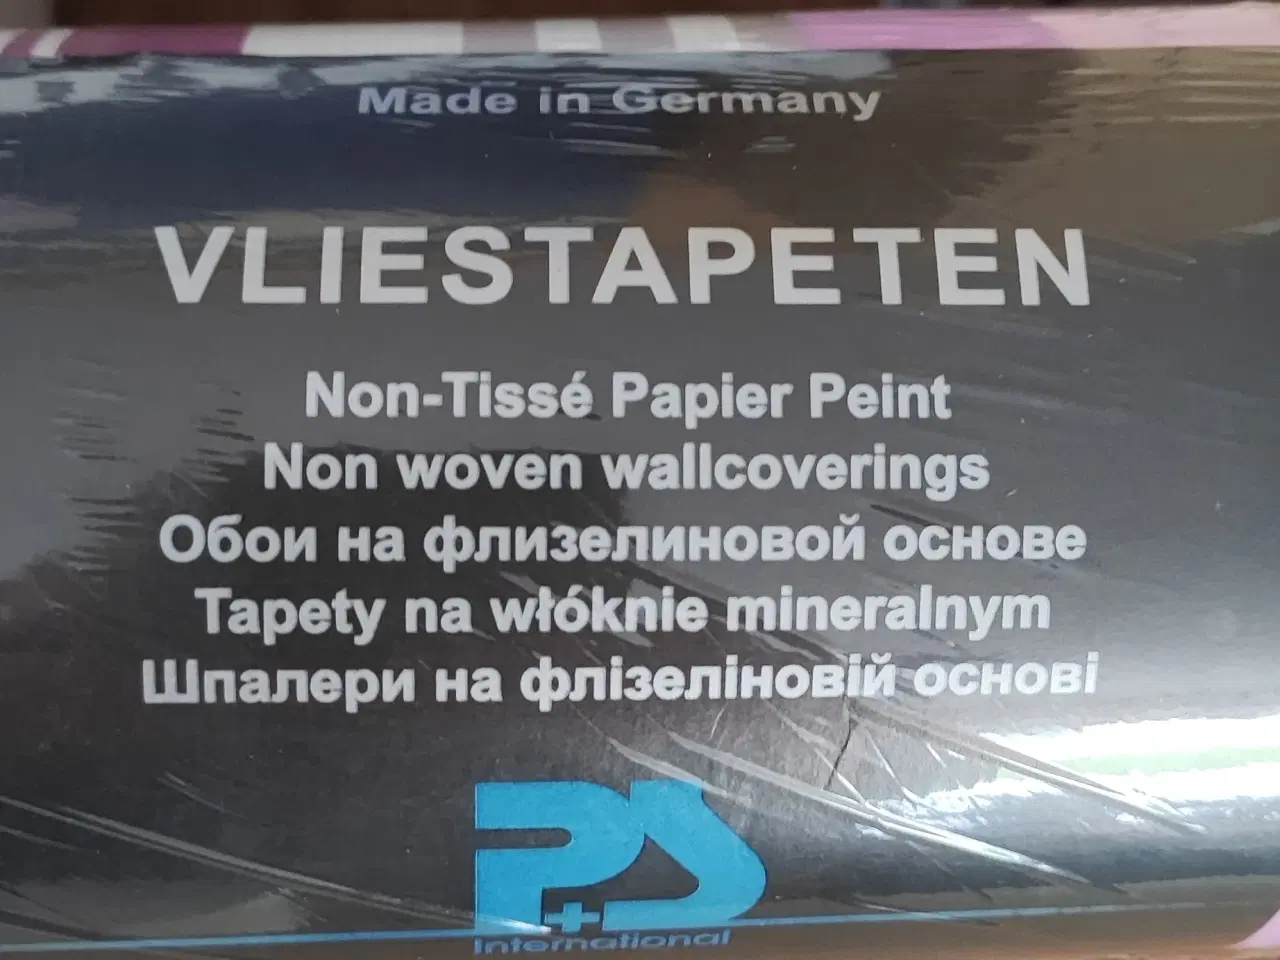 Made in Germany
VLIESTAPETEN
Non-Tissé Papier Peint
Non woven wallcoverings
Обои на флизелиновой основе
Tapety na włóknie mineralnym
Шпалери на флізеліновій основі
P+S
International